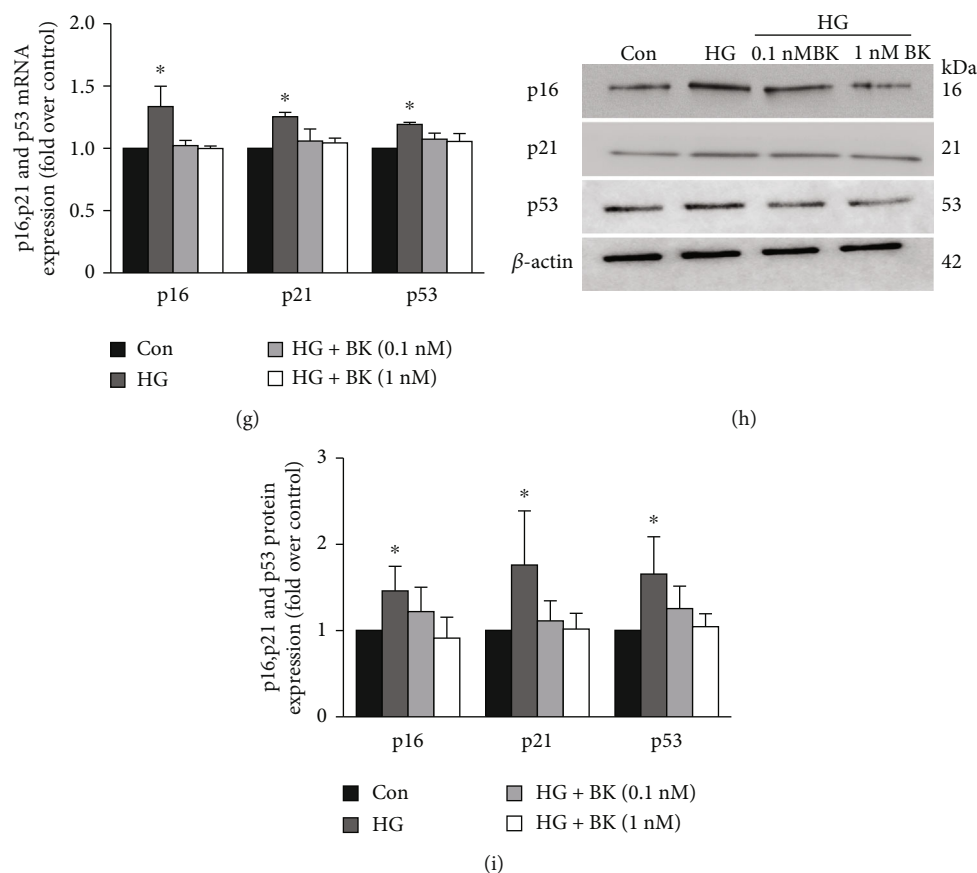 p16,p21 and p53 mRNA
expression (fold over control)
2.0
1.5
1.0
0.5
0
*
*
*
p16
p21
p53
Con
HG
HG + BK (0.1 nM)
HG + BK (1 nM)
(g)
HG
Con
HG
0.1 nMBK
1 nM BK
kDa
p16
16
p21
21
p53
53
β-actin
42
(h)
p16,p21 and p53 protein
expression (fold over control)
3
2
1
0
*
*
*
p16
p21
p53
Con
HG
HG + BK (0.1 nM)
HG + BK (1 nM)
(i)